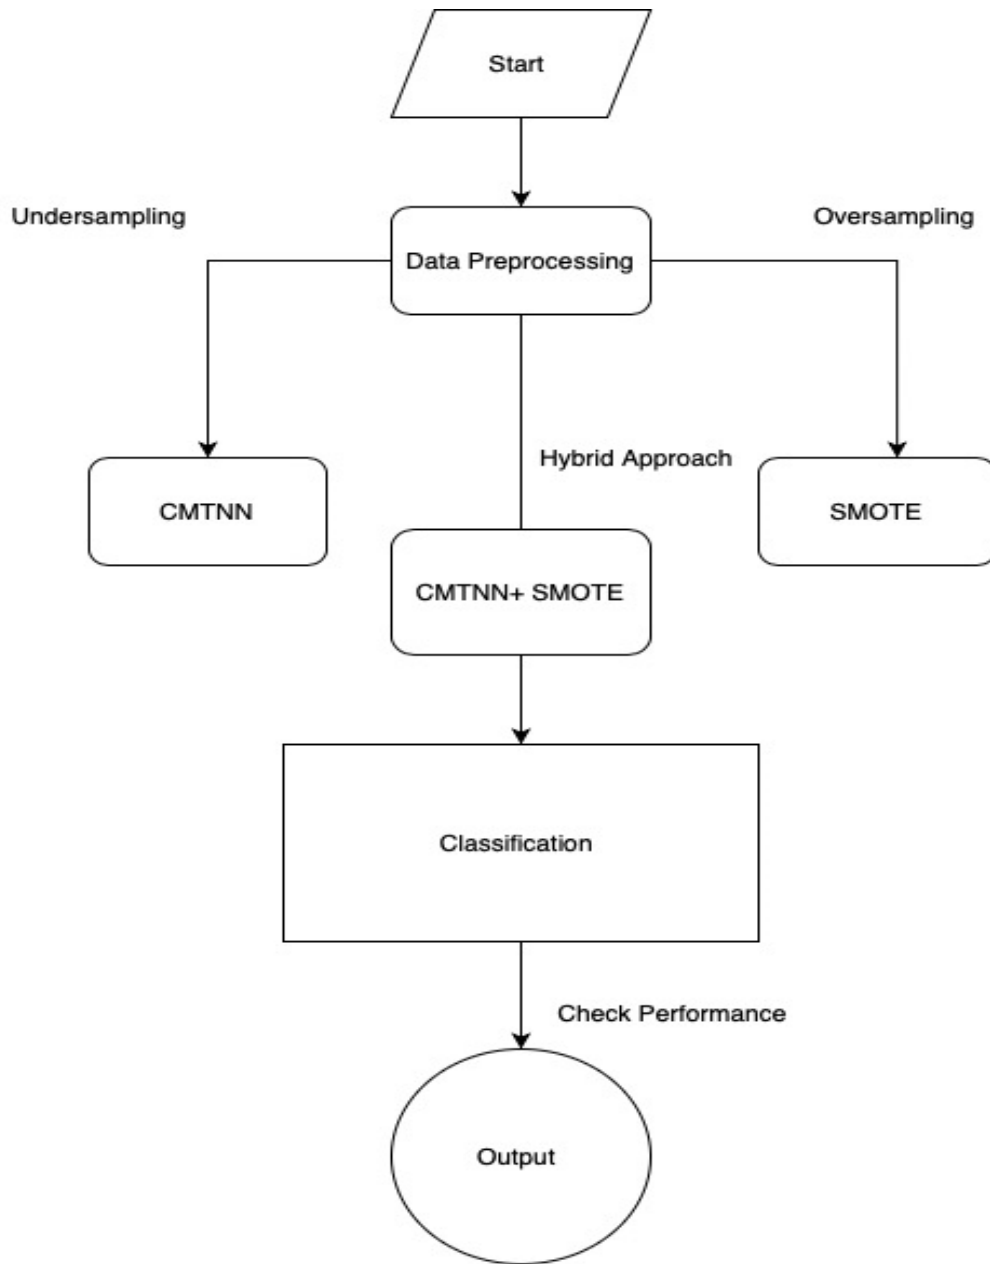 Start
Undersampling
Oversampling
Data Preprocessing
Hybrid Approach
CMTNN
SMOTE
CMTNN+ SMOTE
Classification
Check Performance
Output